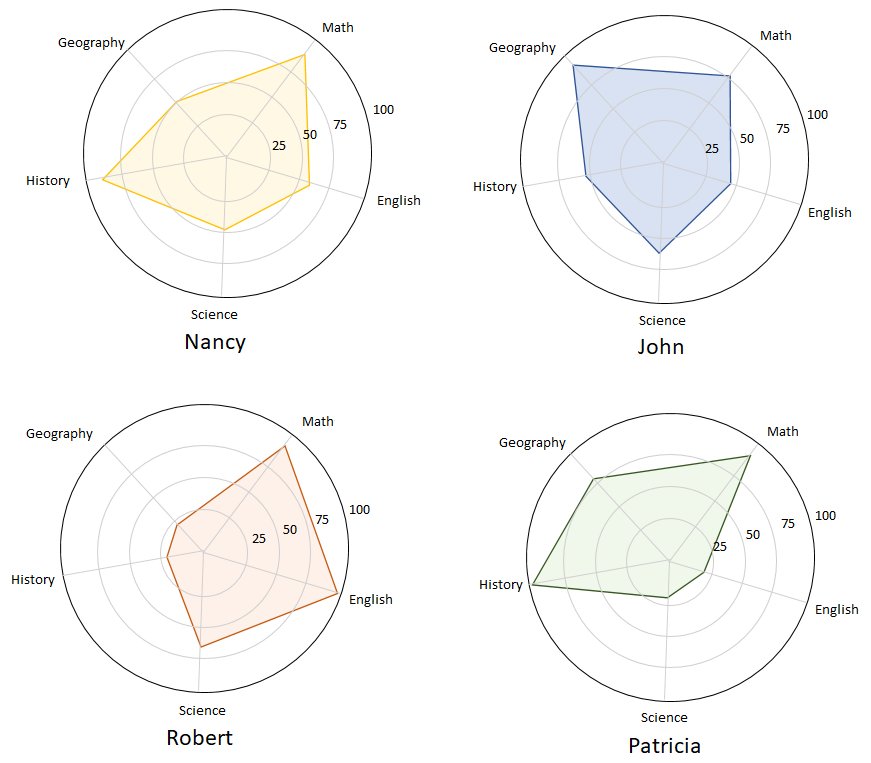 Math
Geography
100
75
50
25
History
English
Science
Nancy
Math
Geography
100
75
50
25
History
English
Science
John
Math
Geography
100
75
50
25
History
English
Science
Robert
Math
Geography
100
75
50
25
History
English
Science
Patricia